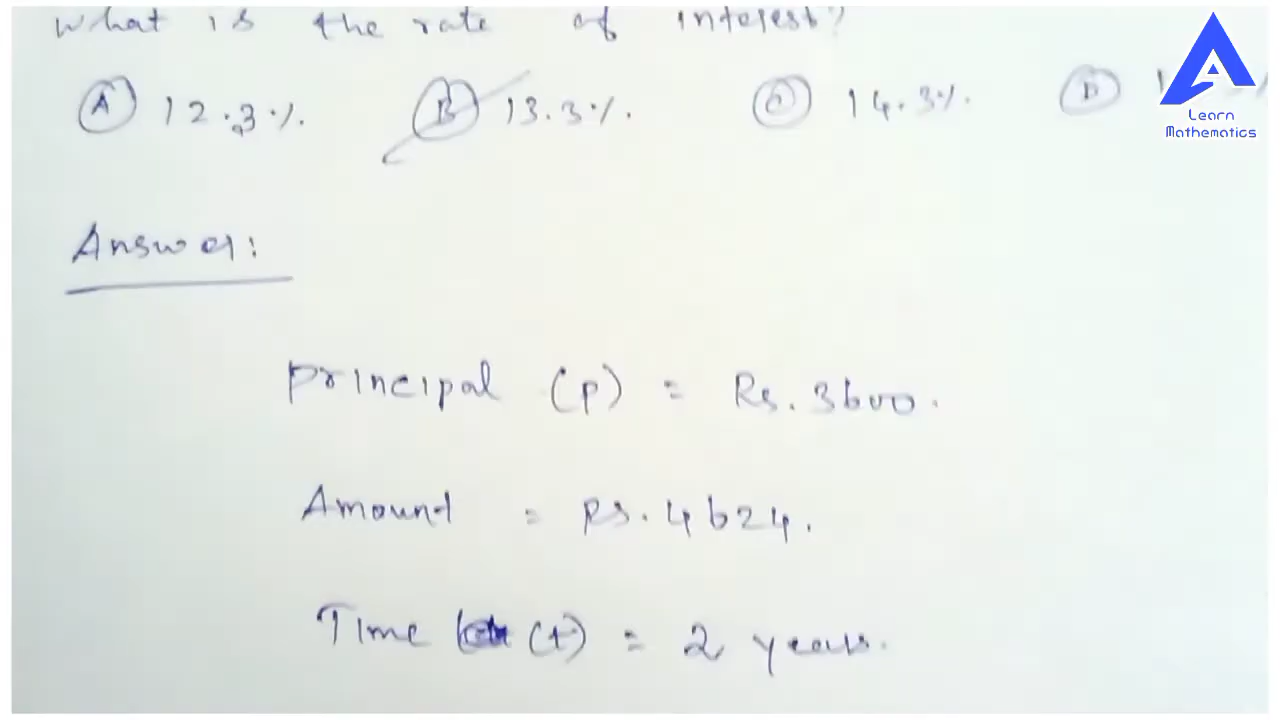 What is the rate of interest?
A 12.3%. B 13.3%. C 14.3%. D
Learn
Mathematics
Answer:
Principal (P) = Rs. 3600.
Amount = Rs. 4624.
Time (t) = 2 years.